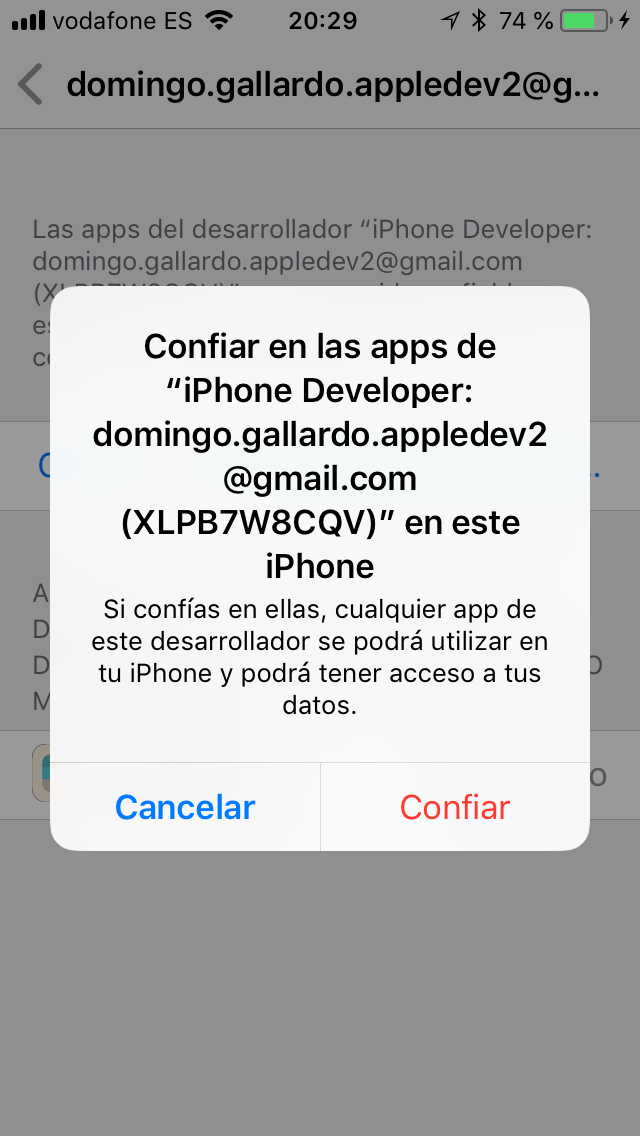 vodafone ES 20:29 74 %
domingo.gallardo.appledev2@g...
Las apps del desarrollador “iPhone Developer:
domingo.gallardo.appledev2@gmail.com
Confiar en las apps de
“iPhone Developer:
domingo.gallardo.appledev2
@gmail.com
(XLPB7W8CQV)” en este
iPhone
Si confías en ellas, cualquier app de
este desarrollador se podrá utilizar en
tu iPhone y podrá tener acceso a tus
datos.
Cancelar Confiar